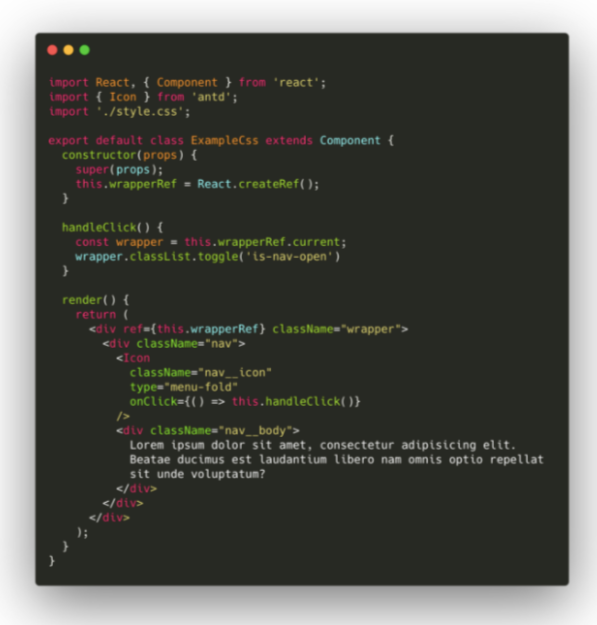 import React, { Component } from 'react';
import { Icon } from 'antd';
import './style.css';

export default class ExampleCss extends Component {
  constructor(props) {
    super(props);
    this.wrapperRef = React.createRef();
  }

  handleClick() {
    const wrapper = this.wrapperRef.current;
    wrapper.classList.toggle('is-nav-open')
  }

  render() {
    return (
      <div ref={this.wrapperRef} className="wrapper">
        <div className="nav">
          <Icon
            className="nav__icon"
            type="menu-fold"
            onClick={() => this.handleClick()}
          />
          <div className="nav__body">
            Lorem ipsum dolor sit amet, consectetur adipisicing elit.
            Beatae ducimus est laudantium libero nam omnis optio repellat
            sit unde voluptatum?
          </div>
        </div>
      </div>
    );
  }
}